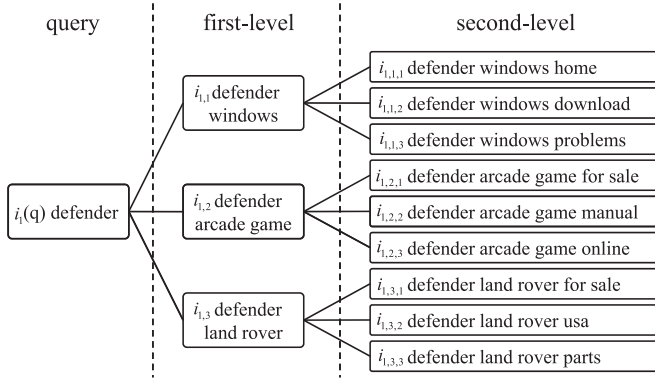 query
first-level
second-level
i₁(q) defender
i₁,₁ defender
windows
i₁,₂ defender
arcade game
i₁,₃ defender
land rover
i₁,₁,₁ defender windows home
i₁,₁,₂ defender windows download
i₁,₁,₃ defender windows problems
i₁,₂,₁ defender arcade game for sale
i₁,₂,₂ defender arcade game manual
i₁,₂,₃ defender arcade game online
i₁,₃,₁ defender land rover for sale
i₁,₃,₂ defender land rover usa
i₁,₃,₃ defender land rover parts